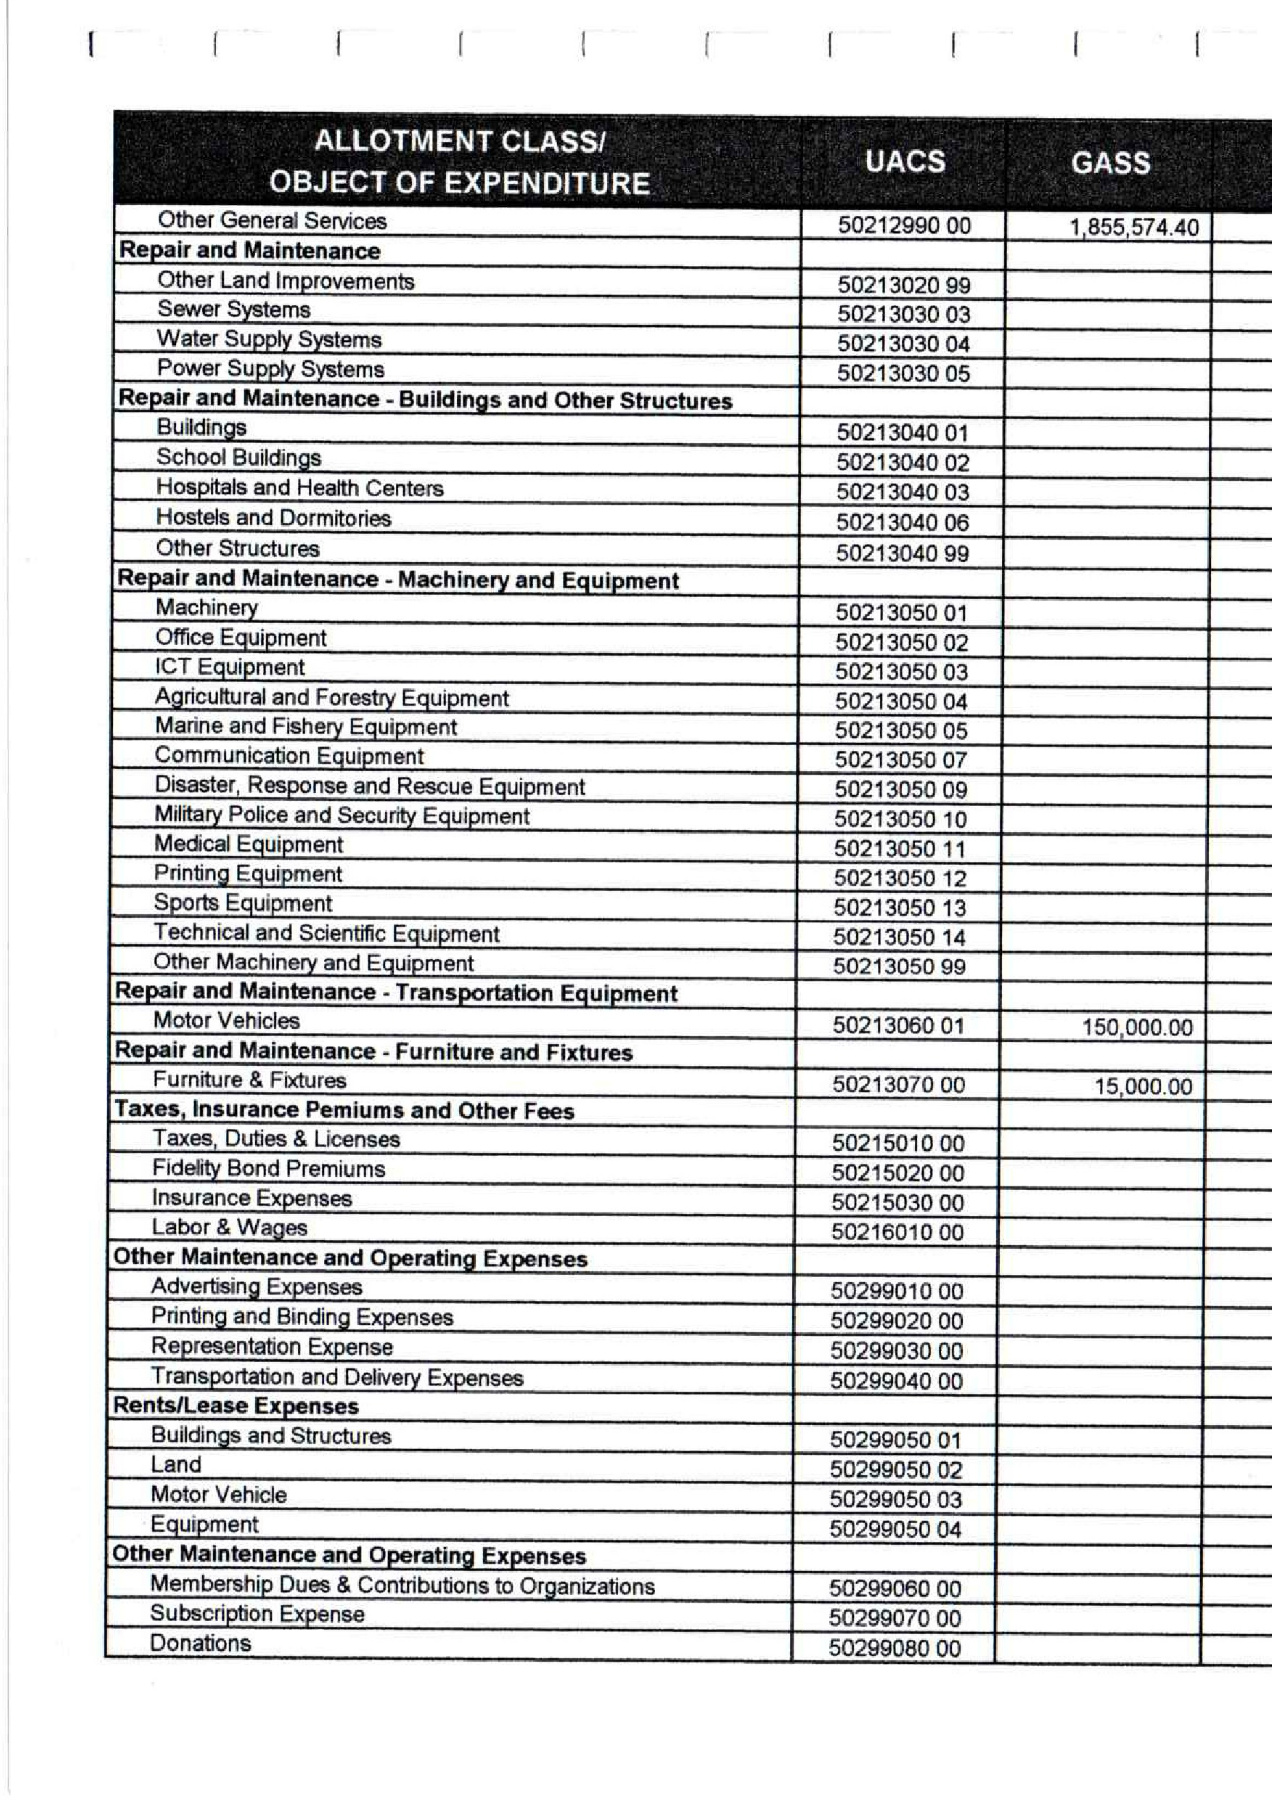 ALLOTMENT CLASS/
OBJECT OF EXPENDITURE UACS GASS
Other General Services 50212990 00 1,855,574.40
Repair and Maintenance
Other Land Improvements 50213020 99
Sewer Systems 50213030 03
Water Supply Systems 50213030 04
Power Supply Systems 50213030 05
Repair and Maintenance - Buildings and Other Structures
Buildings 50213040 01
School Buildings 50213040 02
Hospitals and Health Centers 50213040 03
Hostels and Dormitories 50213040 06
Other Structures 50213040 99
Repair and Maintenance - Machinery and Equipment
Machinery 50213050 01
Office Equipment 50213050 02
ICT Equipment 50213050 03
Agricultural and Forestry Equipment 50213050 04
Marine and Fishery Equipment 50213050 05
Communication Equipment 50213050 07
Disaster, Response and Rescue Equipment 50213050 09
Military Police and Security Equipment 50213050 10
Medical Equipment 50213050 11
Printing Equipment 50213050 12
Sports Equipment 50213050 13
Technical and Scientific Equipment 50213050 14
Other Machinery and Equipment 50213050 99
Repair and Maintenance - Transportation Equipment
Motor Vehicles 50213060 01 150,000.00
Repair and Maintenance - Furniture and Fixtures
Furniture & Fixtures 50213070 00 15,000.00
Taxes, Insurance Pemiums and Other Fees
Taxes, Duties & Licenses 50215010 00
Fidelity Bond Premiums 50215020 00
Insurance Expenses 50215030 00
Labor & Wages 50216010 00
Other Maintenance and Operating Expenses
Advertising Expenses 50299010 00
Printing and Binding Expenses 50299020 00
Representation Expense 50299030 00
Transportation and Delivery Expenses 50299040 00
Rents/Lease Expenses
Buildings and Structures 50299050 01
Land 50299050 02
Motor Vehicle 50299050 03
Equipment 50299050 04
Other Maintenance and Operating Expenses
Membership Dues & Contributions to Organizations 50299060 00
Subscription Expense 50299070 00
Donations 50299080 00